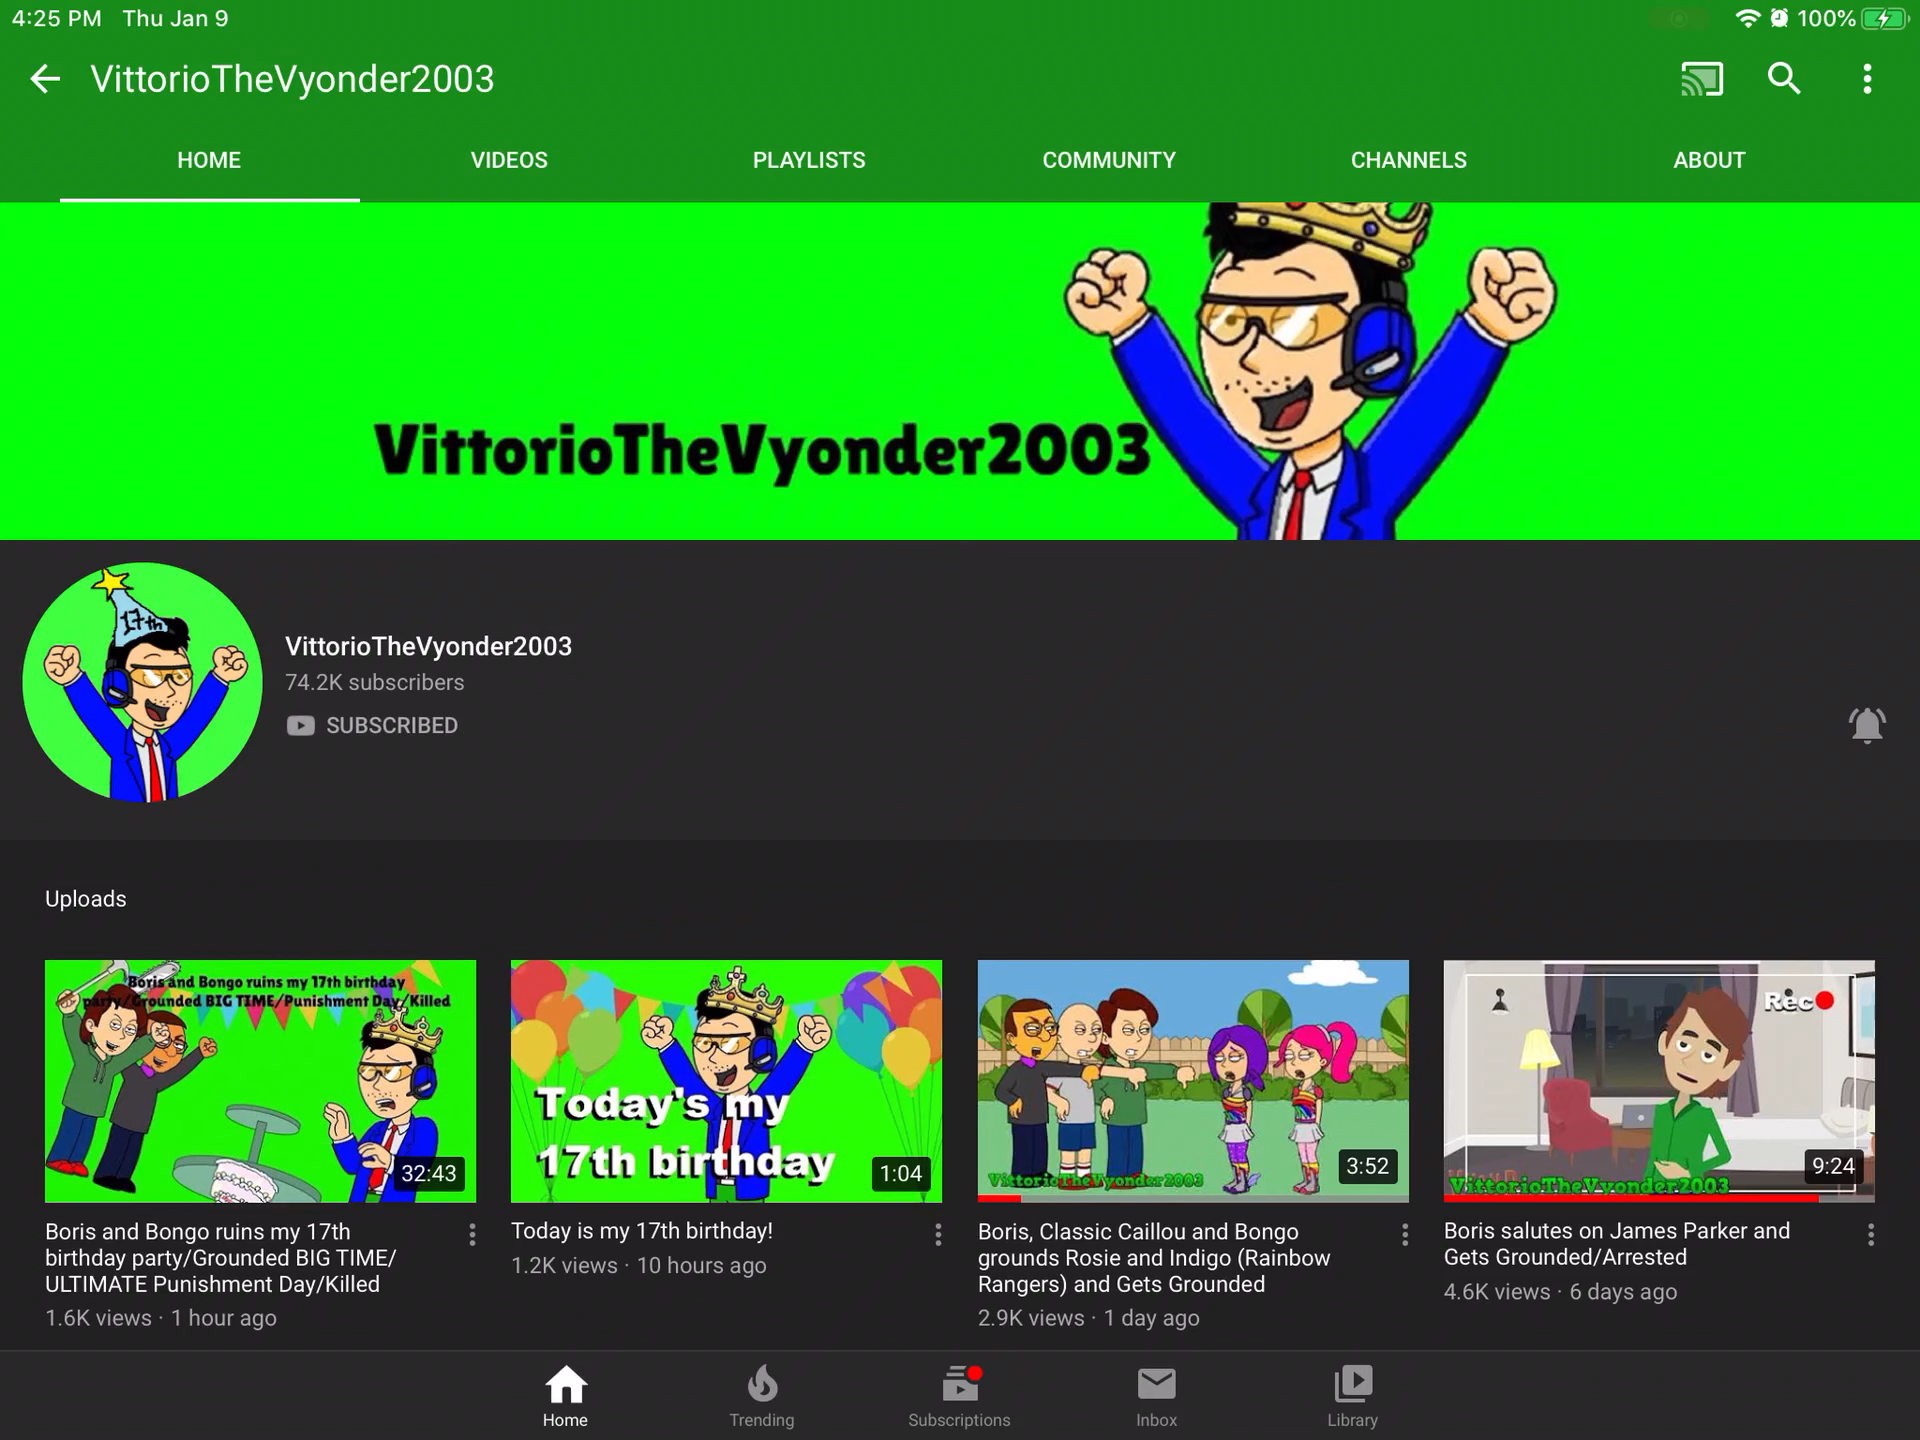 4:25 PM Thu Jan 9
100%
VittorioTheVyonder2003
HOME VIDEOS PLAYLISTS COMMUNITY CHANNELS ABOUT
VittorioTheVyonder2003
17th
VittorioTheVyonder2003
74.2K subscribers
SUBSCRIBED
Uploads
Boris and Bongo ruins my 17th birthday
party/Grounded BIG TIME/Punishment Day/Killed
32:43
Today's my
17th birthday
1:04
VittorioTheVyonder2003
3:52
Rec
VittorioTheVyonder2003
9:24
Boris and Bongo ruins my 17th
birthday party/Grounded BIG TIME/
ULTIMATE Punishment Day/Killed
1.6K views · 1 hour ago
Today is my 17th birthday!
1.2K views · 10 hours ago
Boris, Classic Caillou and Bongo
grounds Rosie and Indigo (Rainbow
Rangers) and Gets Grounded
2.9K views · 1 day ago
Boris salutes on James Parker and
Gets Grounded/Arrested
4.6K views · 6 days ago
Home Trending Subscriptions Inbox Library